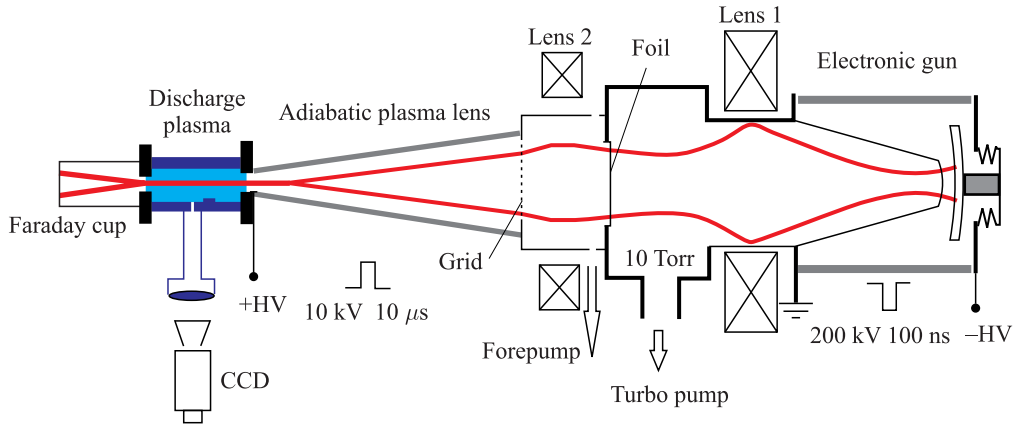 Lens 1
Lens 2
Foil
Electronic gun
Discharge
plasma
Adiabatic plasma lens
Faraday cup
Grid
10 Torr
+HV
10 kV 10 μs
200 kV 100 ns
–HV
Forepump
CCD
Turbo pump